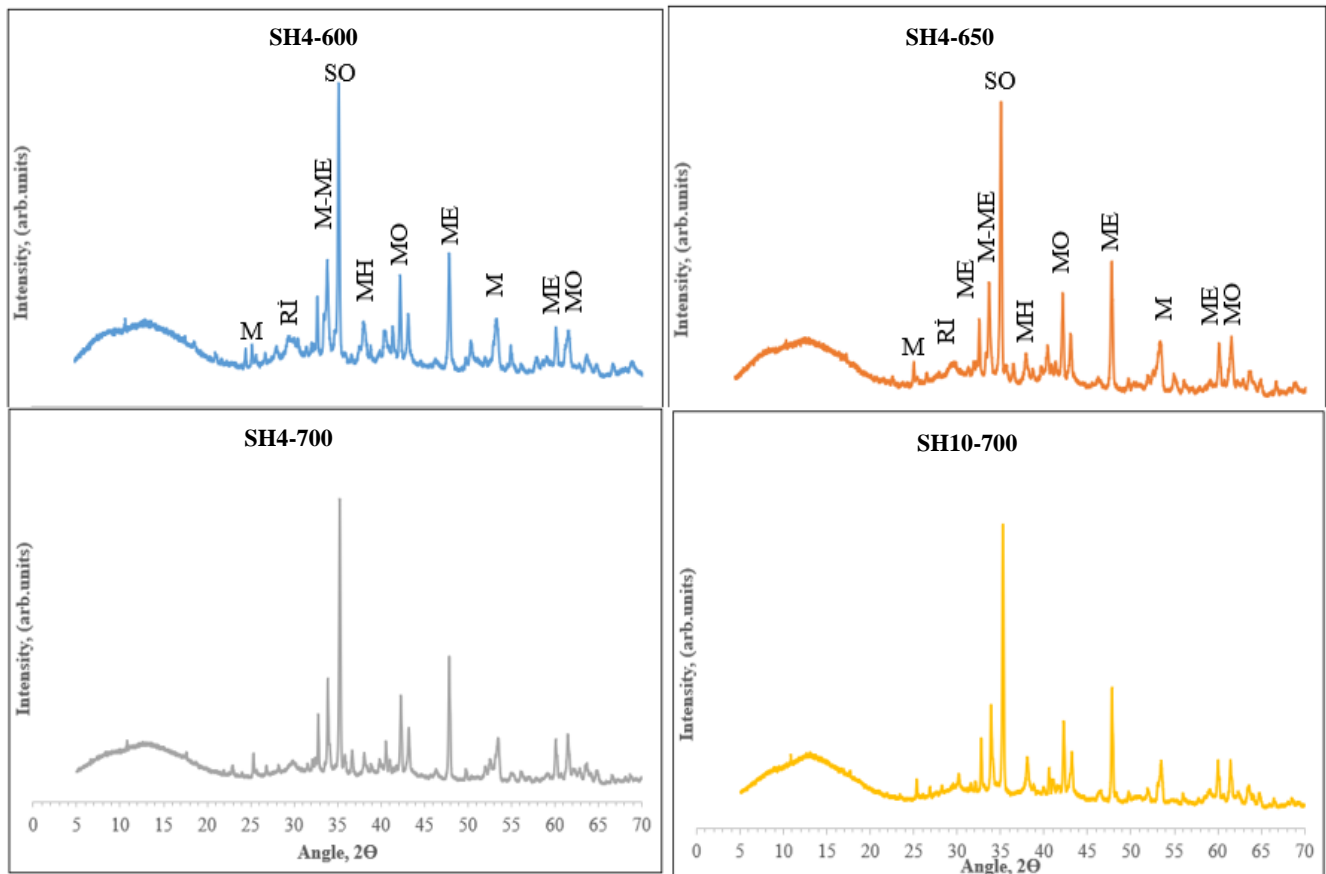 SH4-600
SO
M-ME
ME
MO
MH
M
Rİ
M
ME
MO
Intensity, (arb.units)
SH4-650
SO
M-ME
ME
MO
ME
Rİ
MH
M
M
ME
MO
Intensity, (arb.units)
SH4-700
Intensity, (arb.units)
0 5 10 15 20 25 30 35 40 45 50 55 60 65 70
Angle, 2Ɵ
SH10-700
Intensity, (arb.units)
0 5 10 15 20 25 30 35 40 45 50 55 60 65 70
Angle, 2Ɵ